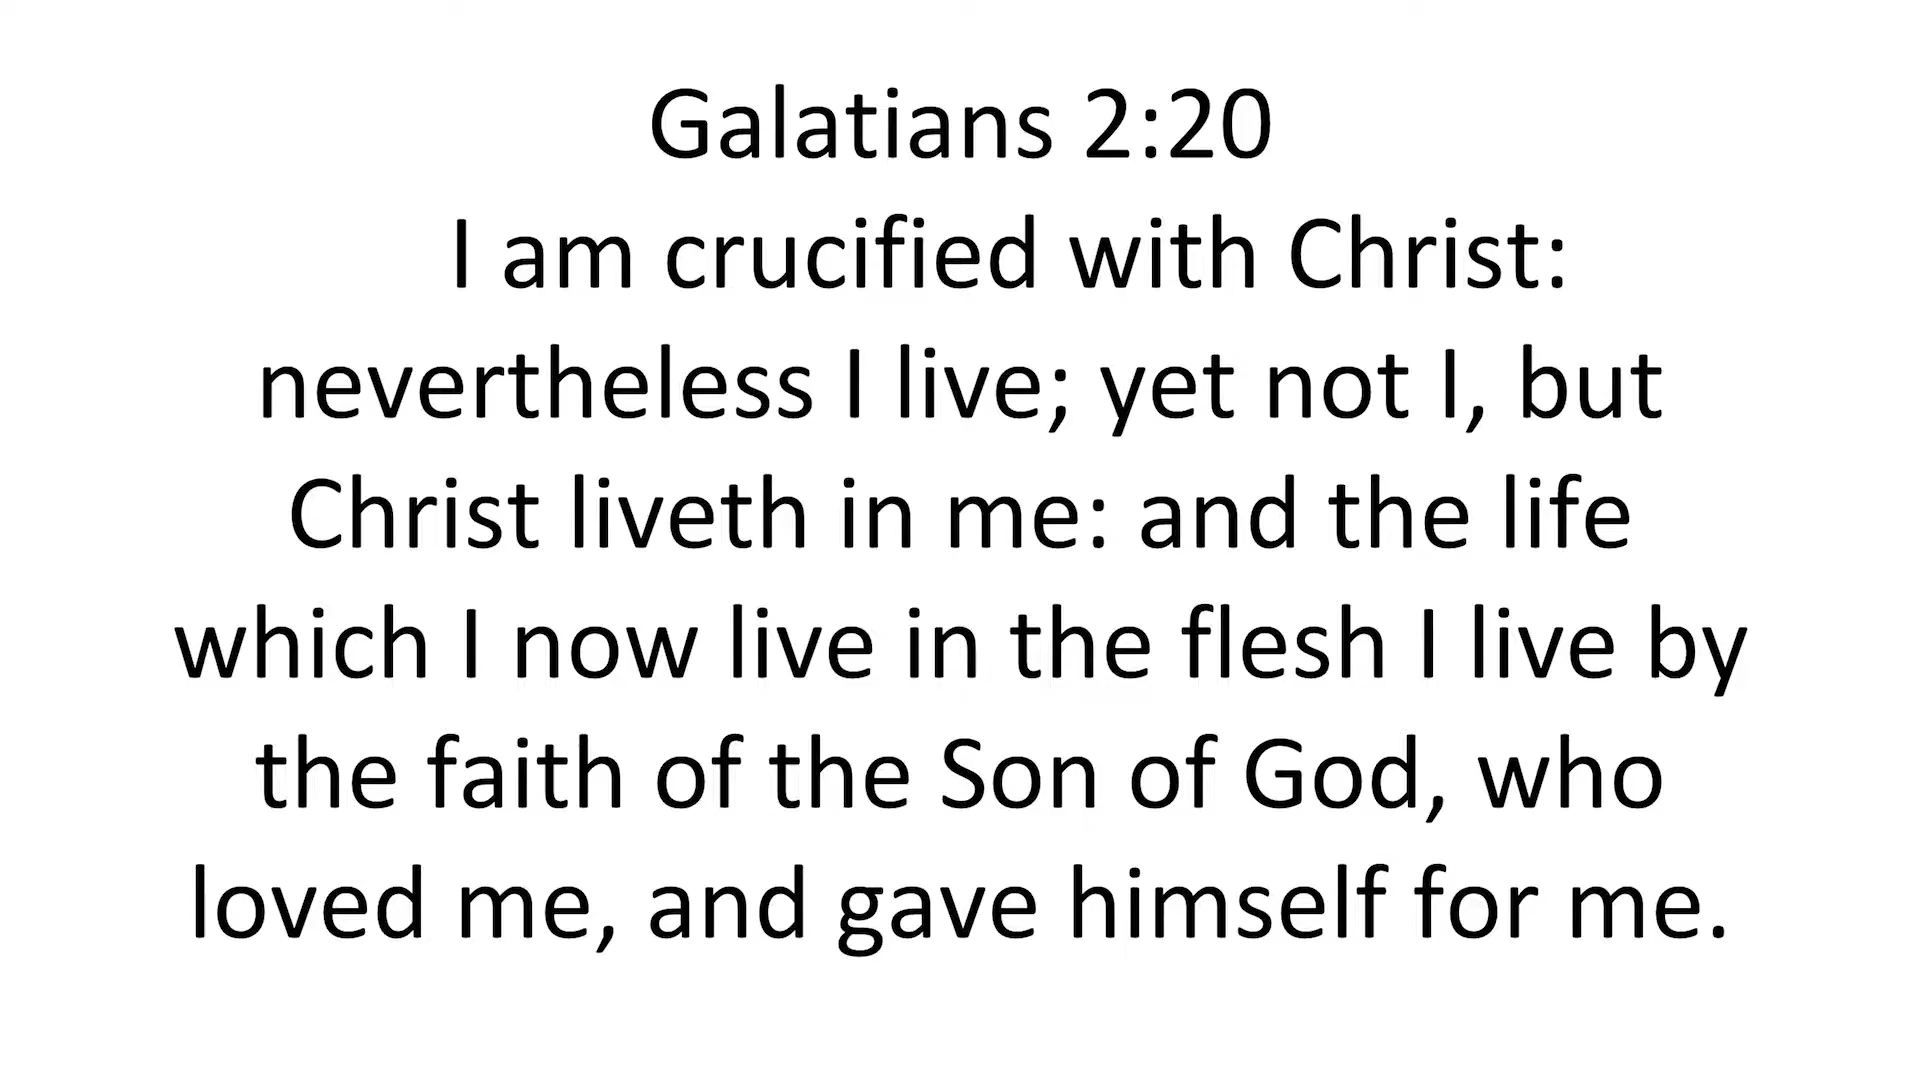 Galatians 2:20
I am crucified with Christ:
nevertheless I live; yet not I, but
Christ liveth in me: and the life
which I now live in the flesh I live by
the faith of the Son of God, who
loved me, and gave himself for me.